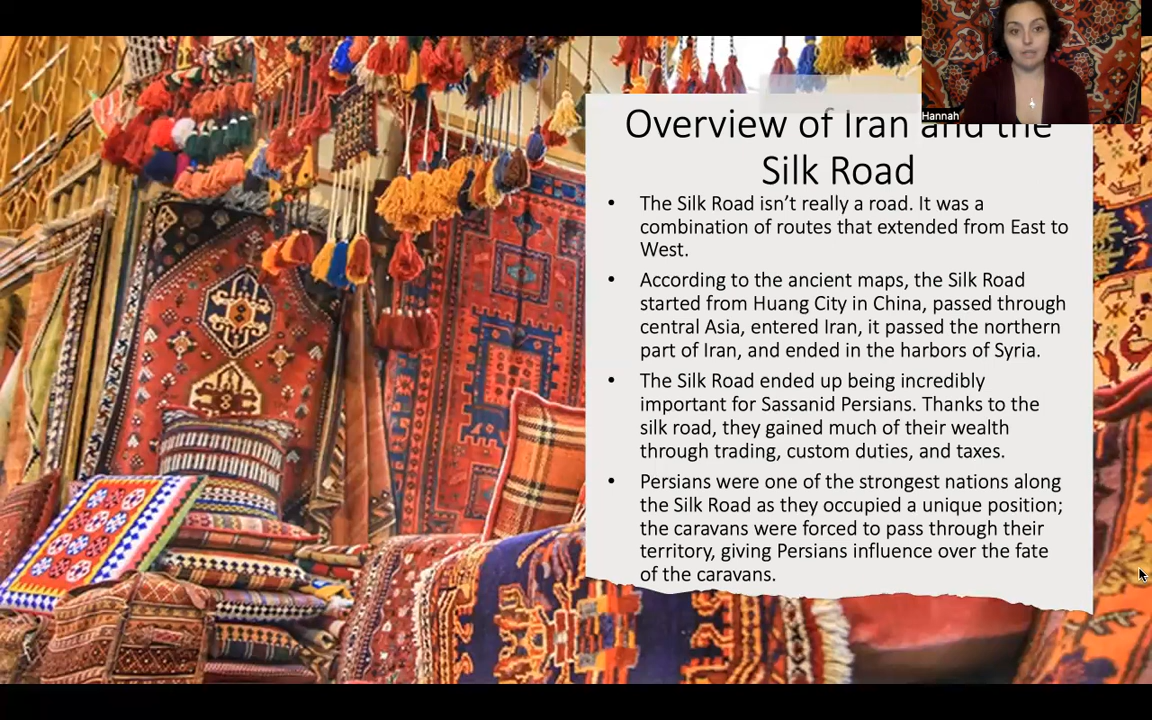 Hannah
Overview of Iran and the
Silk Road
• The Silk Road isn’t really a road. It was a
combination of routes that extended from East to
West.
• According to the ancient maps, the Silk Road
started from Huang City in China, passed through
central Asia, entered Iran, it passed the northern
part of Iran, and ended in the harbors of Syria.
• The Silk Road ended up being incredibly
important for Sassanid Persians. Thanks to the
silk road, they gained much of their wealth
through trading, custom duties, and taxes.
• Persians were one of the strongest nations along
the Silk Road as they occupied a unique position;
the caravans were forced to pass through their
territory, giving Persians influence over the fate
of the caravans.